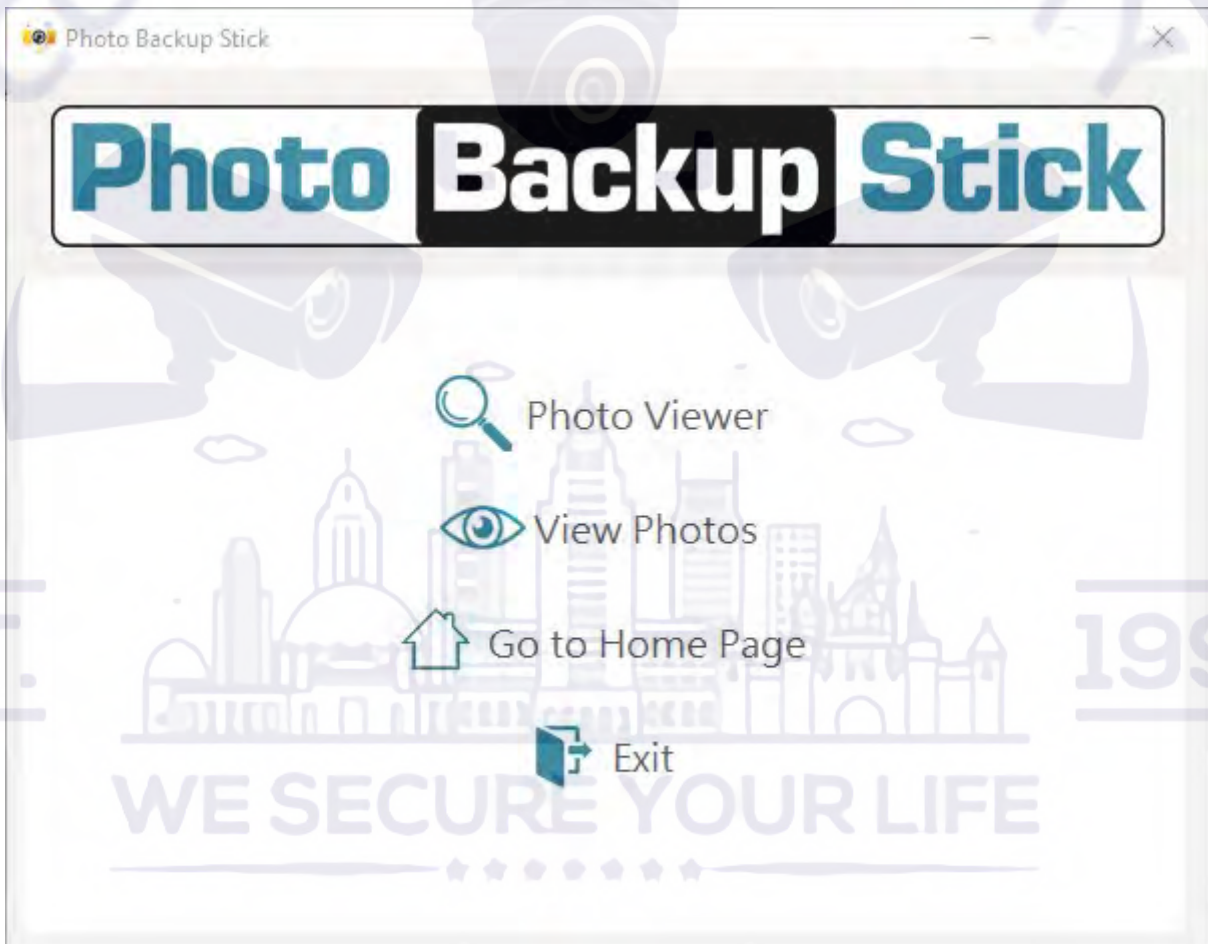 Photo Backup Stick
Photo Backup Stick
Photo Viewer
View Photos
Go to Home Page
Exit
WE SECURE YOUR LIFE